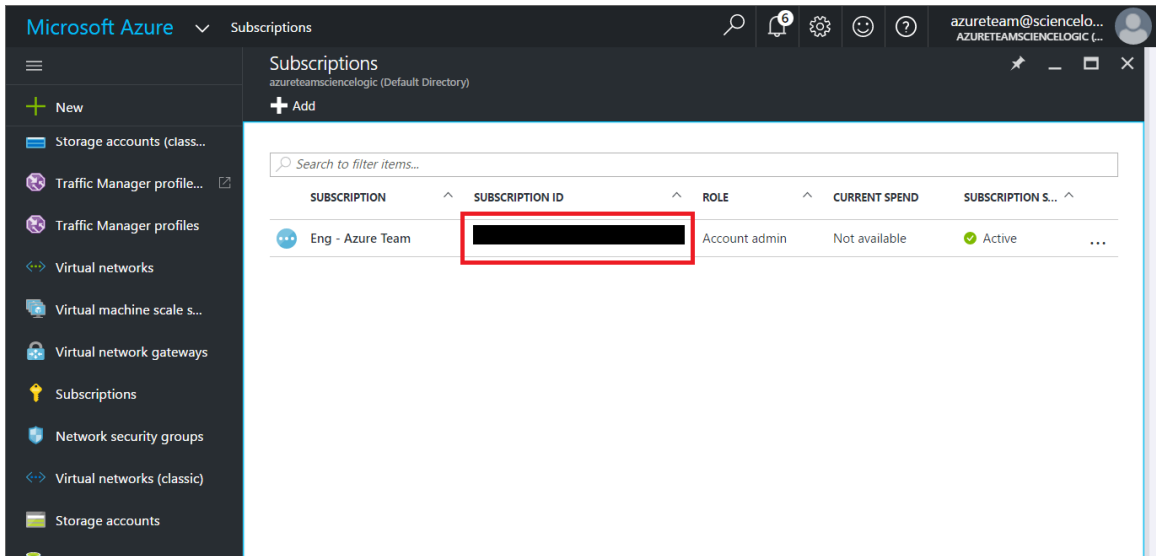 Microsoft Azure Subscriptions 6 azureteam@sciencelo...
AZURETEAMSCIENCELOGIC (...
Subscriptions
azureteamsciencelogic (Default Directory)
Add
New
Storage accounts (class...
Traffic Manager profile...
Traffic Manager profiles
Virtual networks
Virtual machine scale s...
Virtual network gateways
Subscriptions
Network security groups
Virtual networks (classic)
Storage accounts
Search to filter items...
SUBSCRIPTION SUBSCRIPTION ID ROLE CURRENT SPEND SUBSCRIPTION S...
Eng - Azure Team Account admin Not available Active ...